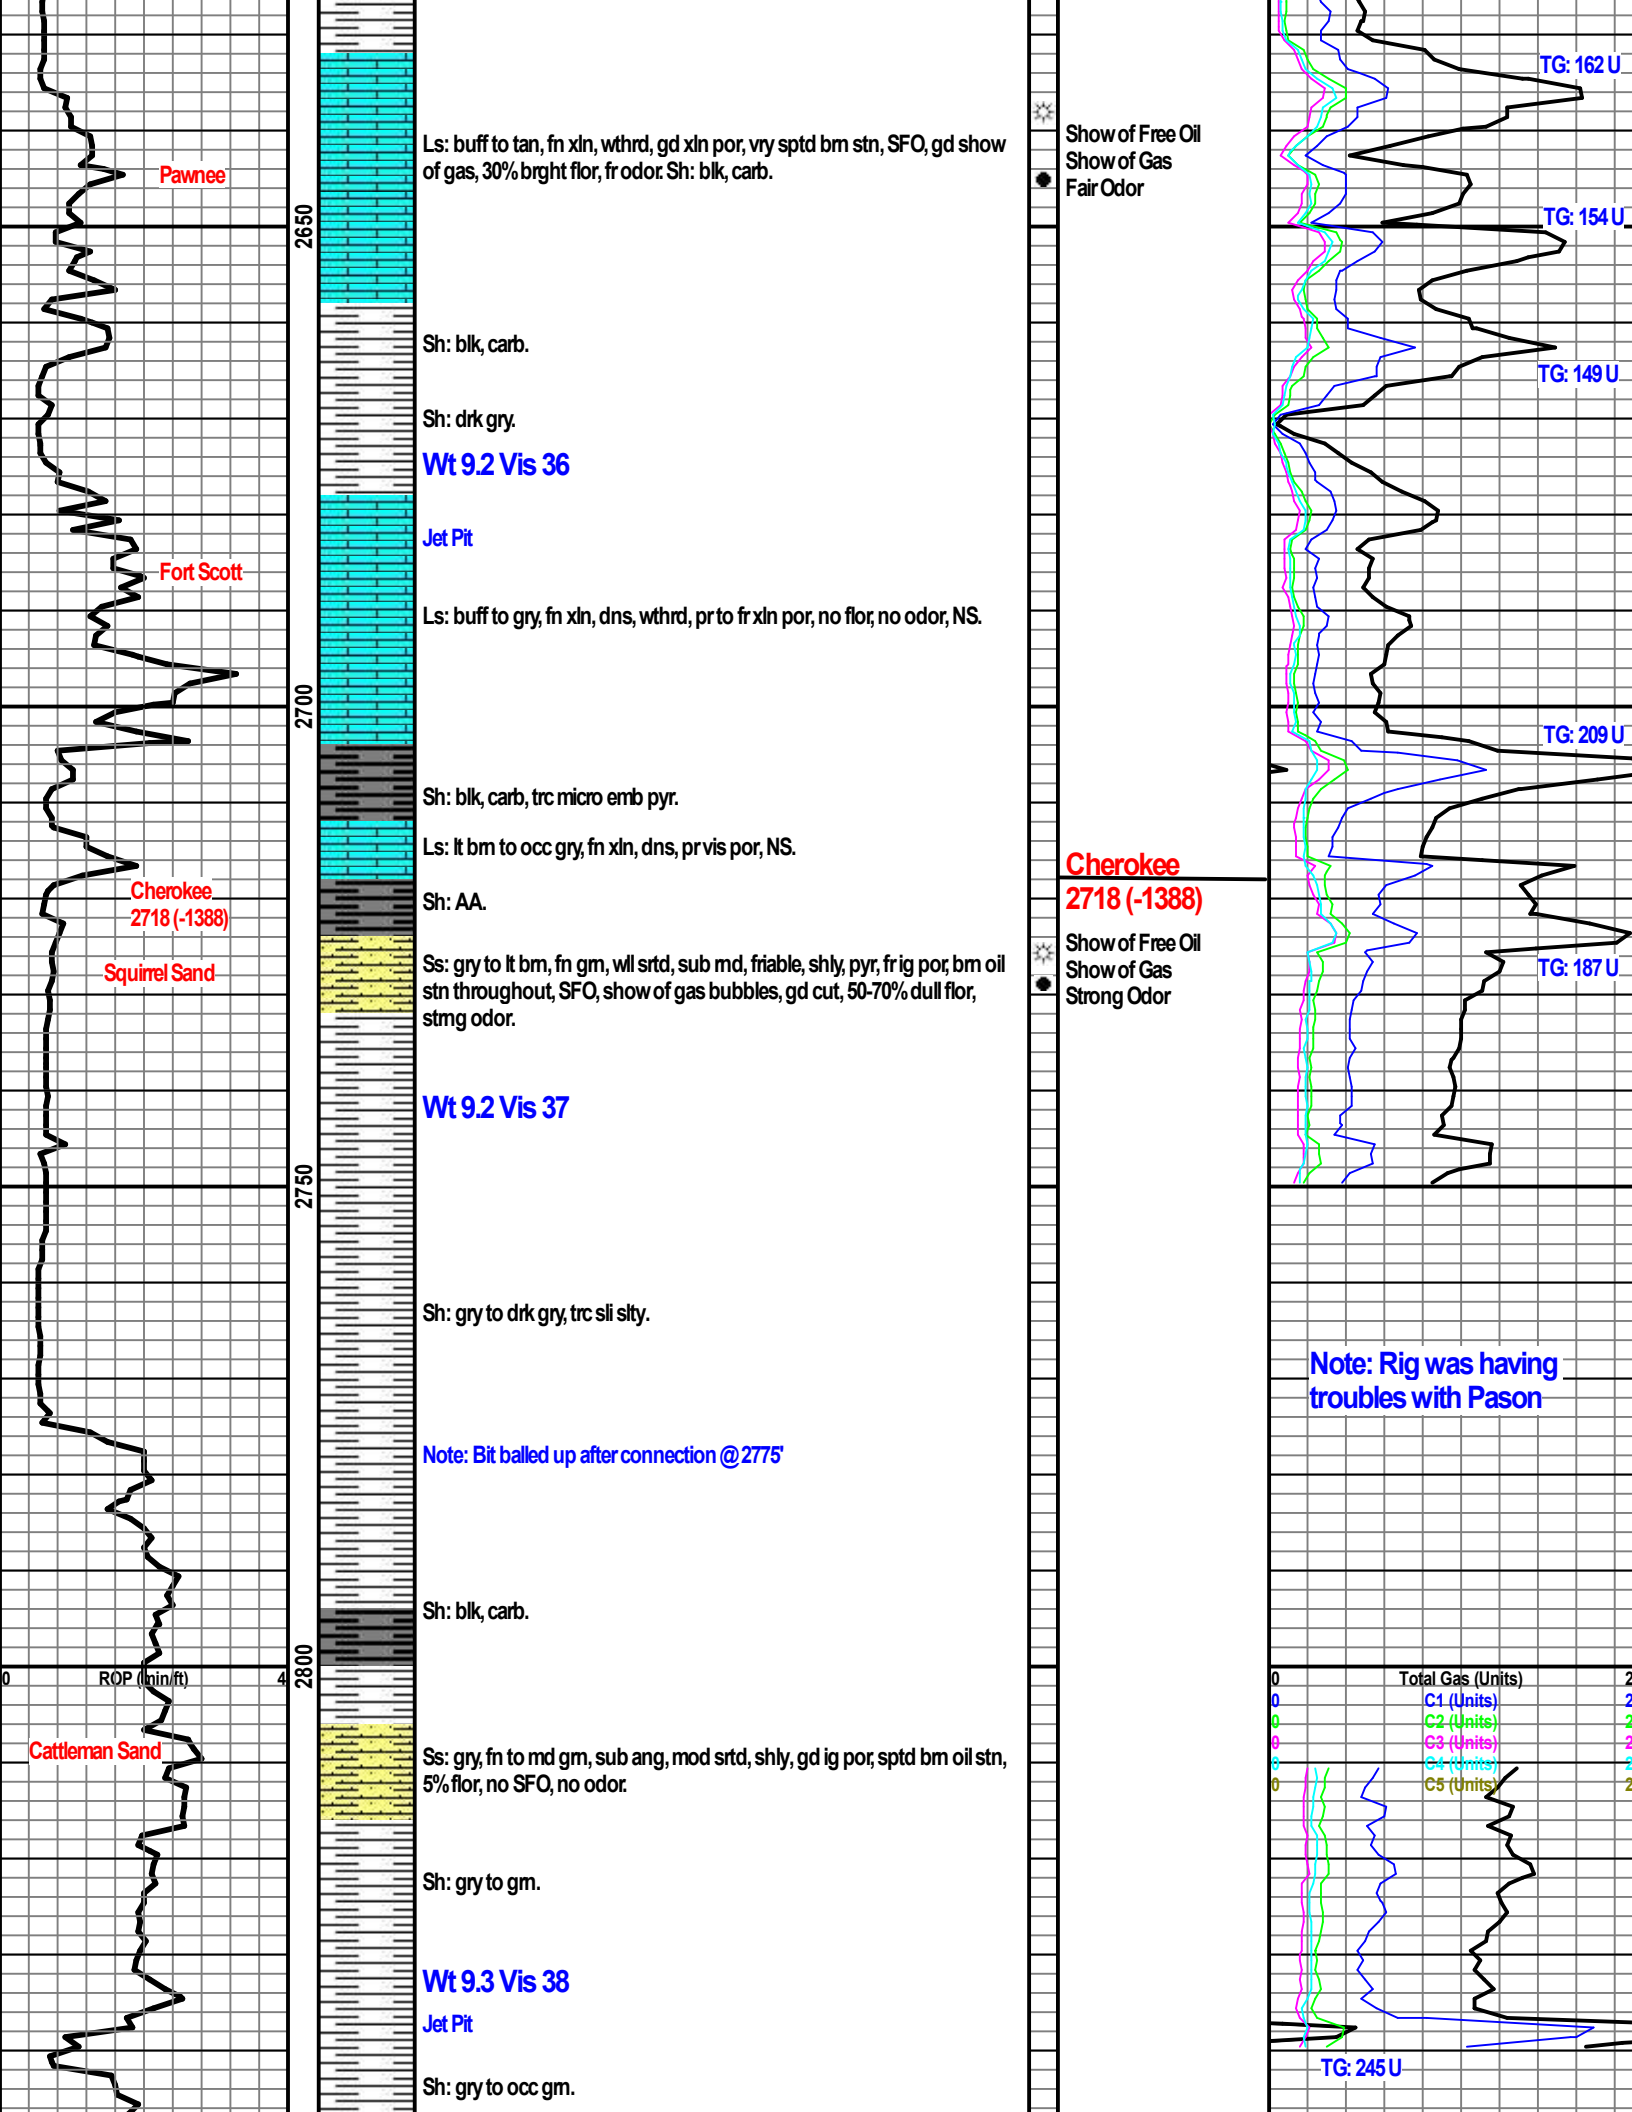 TG: 162 U
Ls: buff to tan, fn xln, wthrd, gd xln por, vry sptd brn stn, SFO, gd show
of gas, 30% brght flor, fr odor. Sh: blk, carb.
Show of Free Oil
Show of Gas
Fair Odor
Pawnee
2650
TG: 154 U
Sh: blk, carb.
TG: 149 U
Sh: drk gry.
Wt 9.2 Vis 36
Jet Pit
Fort Scott
Ls: buff to gry, fn xln, dns, wthrd, pr to fr xln por, no flor, no odor, NS.
2700
TG: 209 U
Sh: blk, carb, trc micro emb pyr.
Ls: lt brn to occ gry, fn xln, dns, pr vis por, NS.
Cherokee
2718 (-1388)
Cherokee
2718 (-1388)
Sh: AA.
Squirrel Sand
Ss: gry to lt brn, fn grn, wll srtd, sub rnd, friable, shly, pyr, fr ig por, brn oil
stn throughout, SFO, show of gas bubbles, gd cut, 50-70% dull flor,
strng odor.
Show of Free Oil
Show of Gas
Strong Odor
TG: 187 U
Wt 9.2 Vis 37
2750
Sh: gry to drk gry, trc sli slty.
Note: Rig was having
troubles with Pason
Note: Bit balled up after connection @ 2775'
Sh: blk, carb.
2800
0 ROP (min/ft) 4
0 Total Gas (Units) 2
0 C1 (Units) 2
0 C2 (Units) 2
0 C3 (Units) 2
0 C4 (Units) 2
0 C5 (Units) 2
Cattleman Sand
Ss: gry, fn to md grn, sub ang, mod srtd, shly, gd ig por, sptd brn oil stn,
5% flor, no SFO, no odor.
Sh: gry to grn.
Wt 9.3 Vis 38
Jet Pit
TG: 245 U
Sh: gry to occ grn.